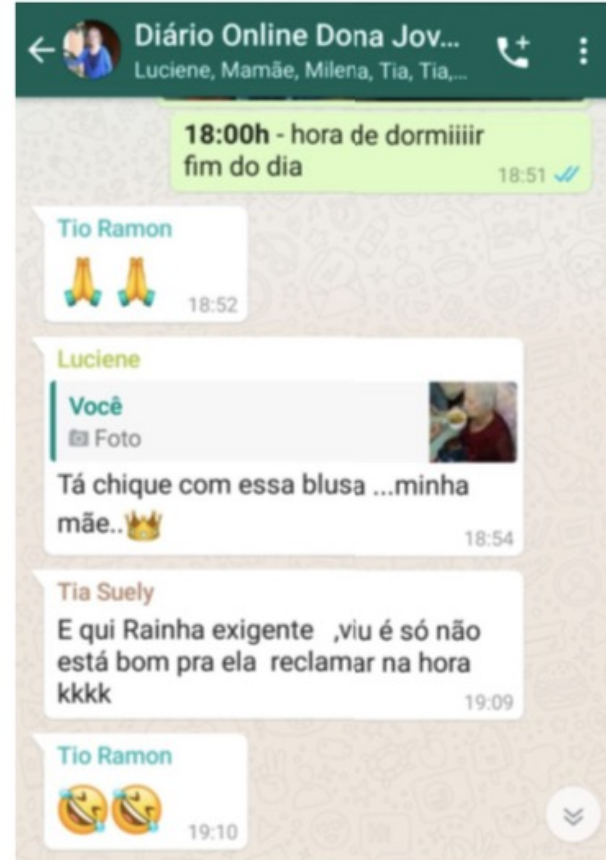 Diário Online Dona Jov...
Luciene, Mamãe, Milena, Tia, Tia,...
18:00h - hora de dormiiiir
fim do dia
18:51
Tio Ramon
🙏 🙏
18:52
Luciene
Você
Foto
Tá chique com essa blusa ...minha
mãe..👑
18:54
Tia Suely
E qui Rainha exigente ,viu é só não
está bom pra ela reclamar na hora
kkkk
19:09
Tio Ramon
🤣🤣
19:10